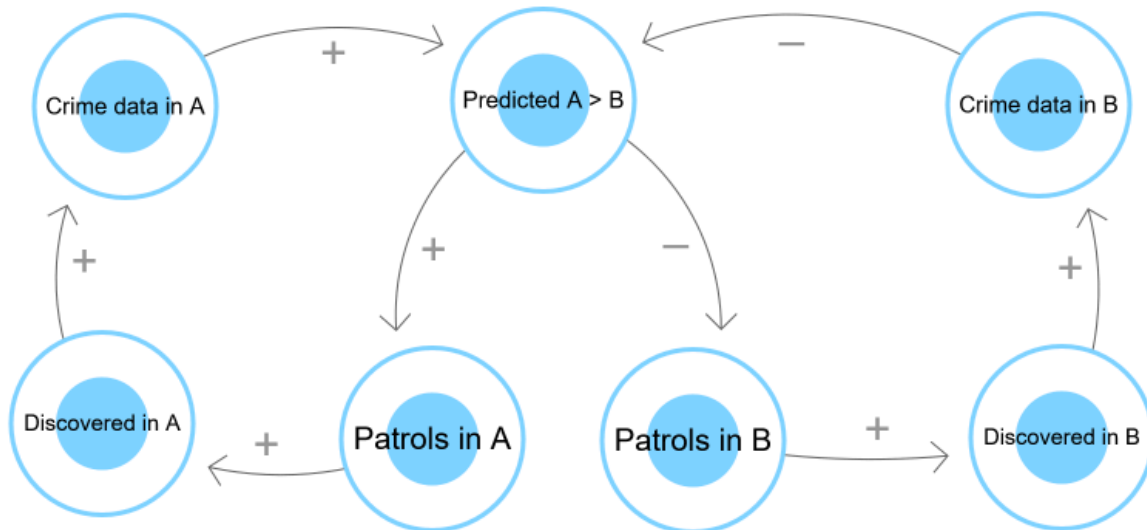 Crime data in A
+
Predicted A > B
−
Crime data in B
+
+
−
+
Discovered in A
+
Patrols in A
Patrols in B
+
Discovered in B